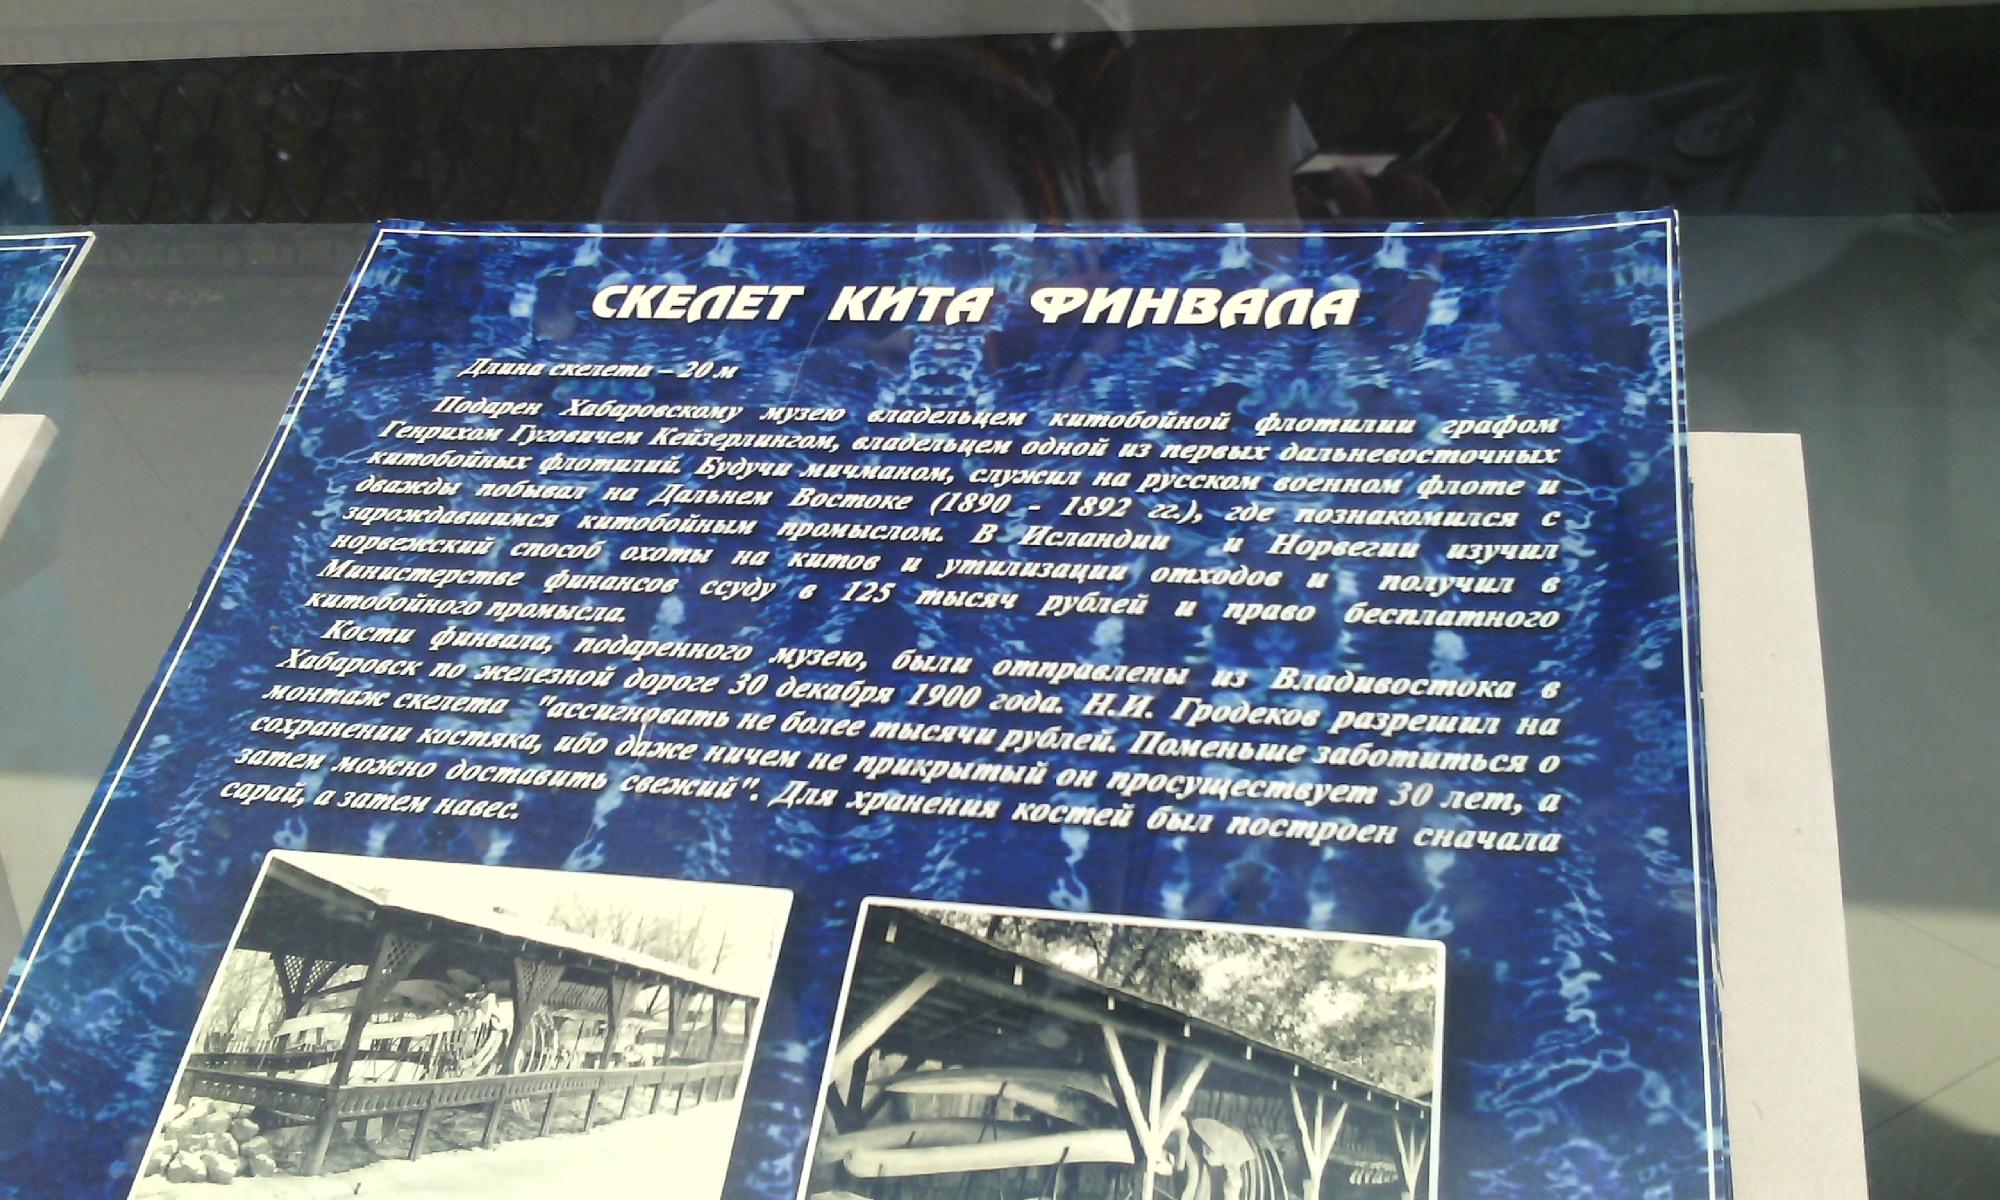 СКЕЛЕТ КИТА ФИНВАЛА
Длина скелета – 20 м
Подарен Хабаровскому музею владельцем китобойной флотилии графом
Генрихом Гуговичем Кейзерлингом, владельцем одной из первых дальневосточных
китобойных флотилий. Будучи мичманом, служил на русском военном флоте и
дважды побывал на Дальнем Востоке (1890 - 1892 гг.), где познакомился с
зарождавшимся китобойным промыслом. В Исландии и Норвегии изучил
норвежский способ охоты на китов и утилизации отходов и получил в
Министерстве финансов ссуду в 125 тысяч рублей и право бесплатного
китобойного промысла.
Кости финвала, подаренного музею, были отправлены из Владивостока в
Хабаровск по железной дороге 30 декабря 1900 года. Н.И. Гродеков разрешил на
монтаж скелета "ассигновать не более тысячи рублей. Поменьше заботиться о
сохранении костяка, ибо даже ничем не прикрытый он просуществует 30 лет, а
затем можно доставить свежий". Для хранения костей был построен сначала
сарай, а затем навес.